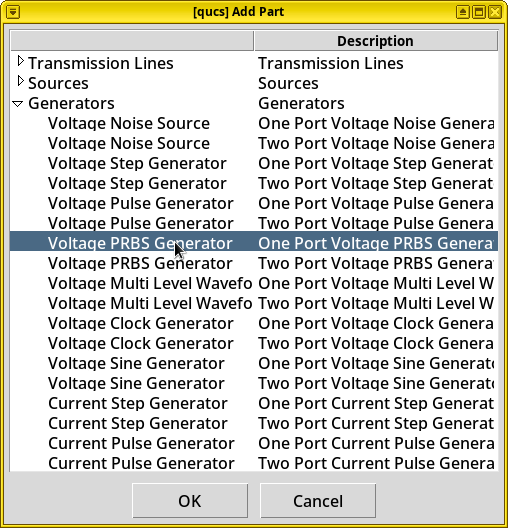 [qucs] Add Part
Description
Transmission Lines Transmission Lines
Sources Sources
Generators Generators
Voltage Noise Source One Port Voltage Noise Genera
Voltage Noise Source Two Port Voltage Noise Genera
Voltage Step Generator One Port Voltage Step Generat
Voltage Step Generator Two Port Voltage Step Generat
Voltage Pulse Generator One Port Voltage Pulse Genera
Voltage Pulse Generator Two Port Voltage Pulse Genera
Voltage PRBS Generator One Port Voltage PRBS Genera
Voltage PRBS Generator Two Port Voltage PRBS Genera
Voltage Multi Level Wavefo One Port Voltage Multi Level W
Voltage Multi Level Wavefo Two Port Voltage Multi Level W
Voltage Clock Generator One Port Voltage Clock Genera
Voltage Clock Generator Two Port Voltage Clock Genera
Voltage Sine Generator One Port Voltage Sine Generato
Voltage Sine Generator Two Port Voltage Sine Generato
Current Step Generator One Port Current Step Generat
Current Step Generator Two Port Current Step Generat
Current Pulse Generator One Port Current Pulse Genera
Current Pulse Generator Two Port Current Pulse Genera
OK Cancel